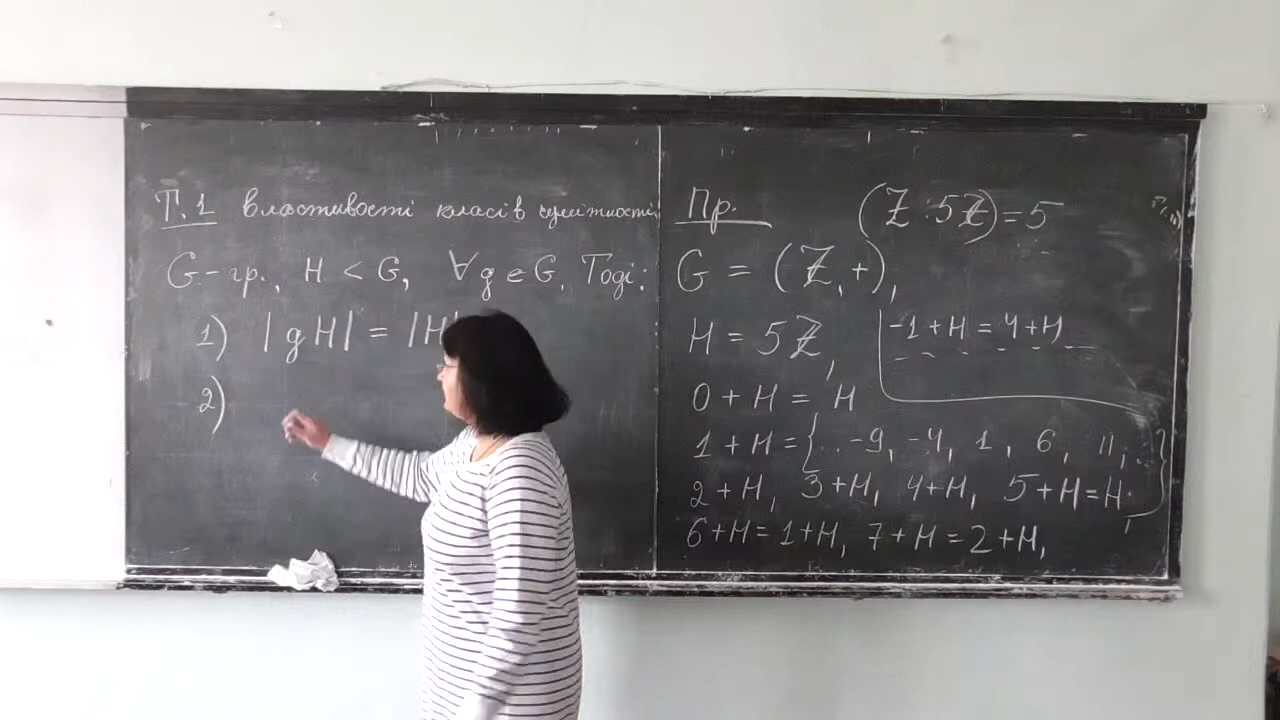 Т.1 Властивості класів суміжності.
G-гр., H < G, ∀g∈G. Тоді:
1) |gH| = |H|
2)
Пр. (ℤ:5ℤ)=5
G = (ℤ, +),
H = 5ℤ,
-1+H = 4+H
0+H = H
1+H = {..-9, -4, 1, 6, 11, ...}
2+H, 3+H, 4+H, 5+H=H,
6+H=1+H, 7+H=2+H,